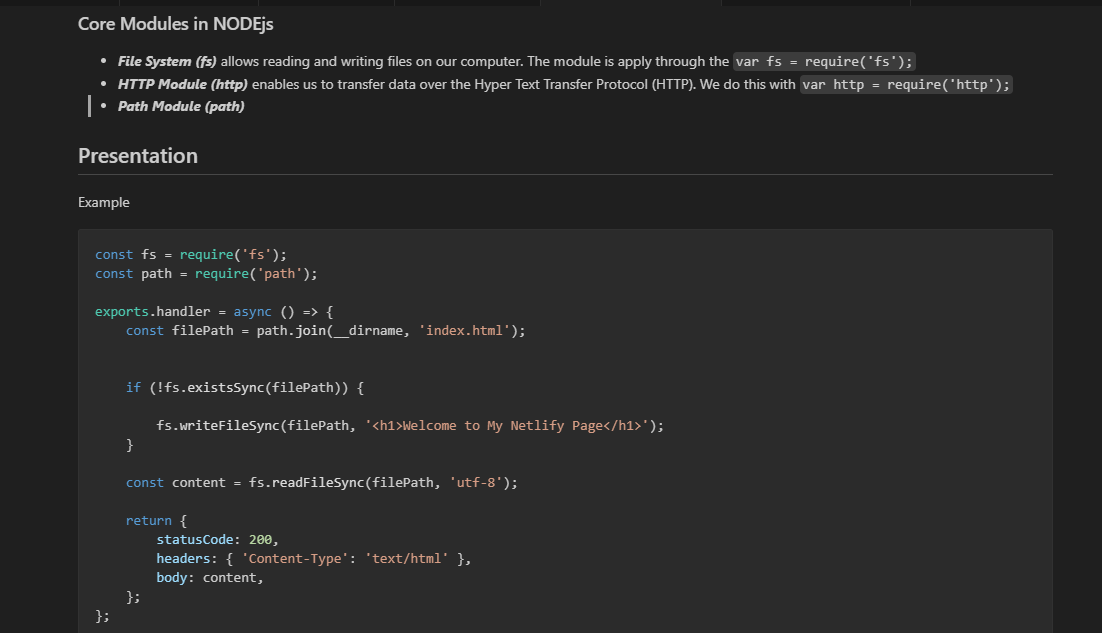 Core Modules in NODEjs
File System (fs) allows reading and writing files on our computer. The module is apply through the var fs = require('fs');
HTTP Module (http) enables us to transfer data over the Hyper Text Transfer Protocol (HTTP). We do this with var http = require('http');
Path Module (path)
Presentation
Example
const fs = require('fs');
const path = require('path');
exports.handler = async () => {
    const filePath = path.join(__dirname, 'index.html');
    if (!fs.existsSync(filePath)) {
        fs.writeFileSync(filePath, '<h1>Welcome to My Netlify Page</h1>');
    }
    const content = fs.readFileSync(filePath, 'utf-8');
    return {
        statusCode: 200,
        headers: { 'Content-Type': 'text/html' },
        body: content,
    };
};